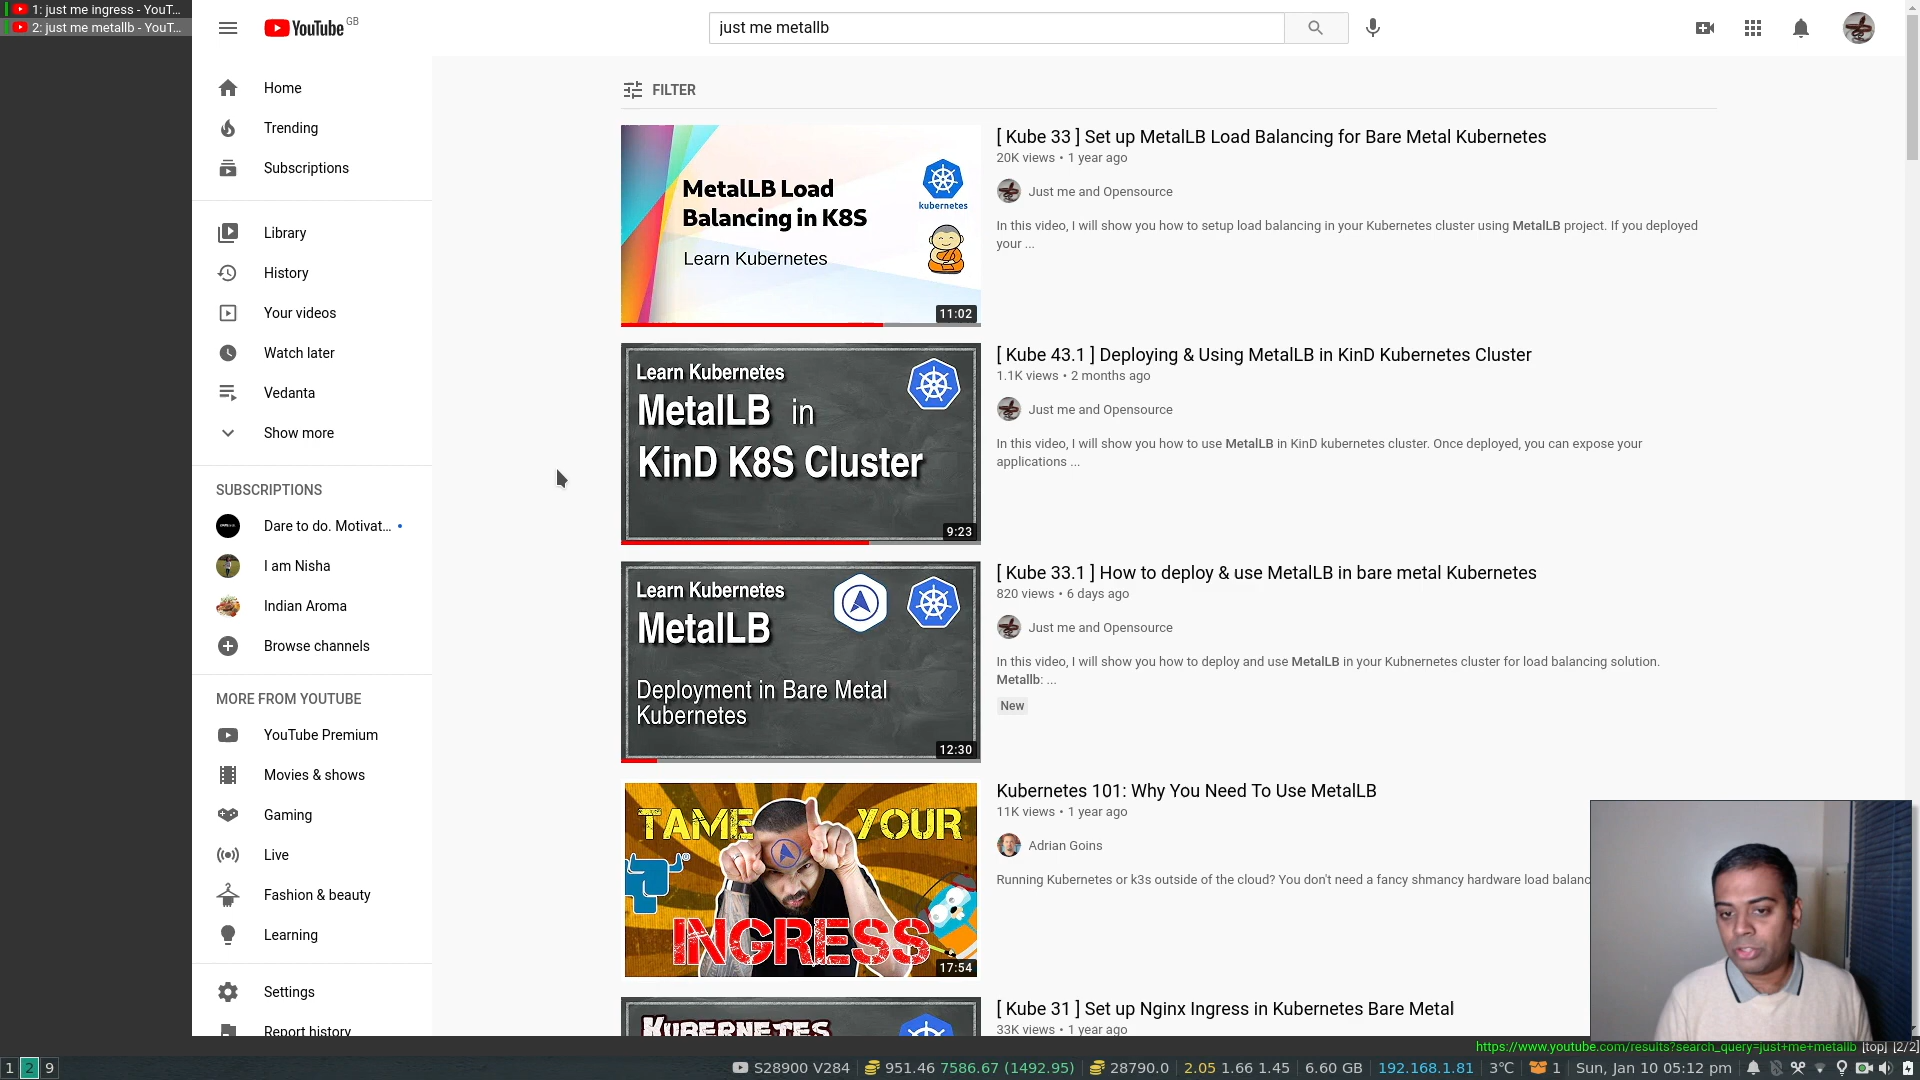 1: just me ingress - YouT...
2: just me metallb - YouT...
YouTube GB
just me metallb
Home
Trending
Subscriptions
Library
History
Your videos
Watch later
Vedanta
Show more
SUBSCRIPTIONS
Dare to do. Motivat...
I am Nisha
Indian Aroma
Browse channels
MORE FROM YOUTUBE
YouTube Premium
Movies & shows
Gaming
Live
Fashion & beauty
Learning
Settings
Report history
FILTER
MetalLB Load
Balancing in K8S
Learn Kubernetes
kubernetes
11:02
[ Kube 33 ] Set up MetalLB Load Balancing for Bare Metal Kubernetes
20K views • 1 year ago
Just me and Opensource
In this video, I will show you how to setup load balancing in your Kubernetes cluster using MetalLB project. If you deployed
your ...
Learn Kubernetes
MetalLB in
KinD K8S Cluster
9:23
[ Kube 43.1 ] Deploying & Using MetalLB in KinD Kubernetes Cluster
1.1K views • 2 months ago
Just me and Opensource
In this video, I will show you how to use MetalLB in KinD kubernetes cluster. Once deployed, you can expose your
applications ...
Learn Kubernetes
MetalLB
Deployment in Bare Metal
Kubernetes
12:30
[ Kube 33.1 ] How to deploy & use MetalLB in bare metal Kubernetes
820 views • 6 days ago
Just me and Opensource
In this video, I will show you how to deploy and use MetalLB in your Kubnernetes cluster for load balancing solution.
Metallb: ...
New
TAME YOUR
INGRESS
17:54
Kubernetes 101: Why You Need To Use MetalLB
11K views • 1 year ago
Adrian Goins
Running Kubernetes or k3s outside of the cloud? You don't need a fancy shmancy hardware load balanc
KUBERNETES
[ Kube 31 ] Set up Nginx Ingress in Kubernetes Bare Metal
33K views • 1 year ago
https://www.youtube.com/results?search_query=just+me+metallb [top] [2/2]
1 2 9
S28900 V284 951.46 7586.67 (1492.95) 28790.0 2.05 1.66 1.45 6.60 GB 192.168.1.81 3℃ 1 Sun, Jan 10 05:12 pm